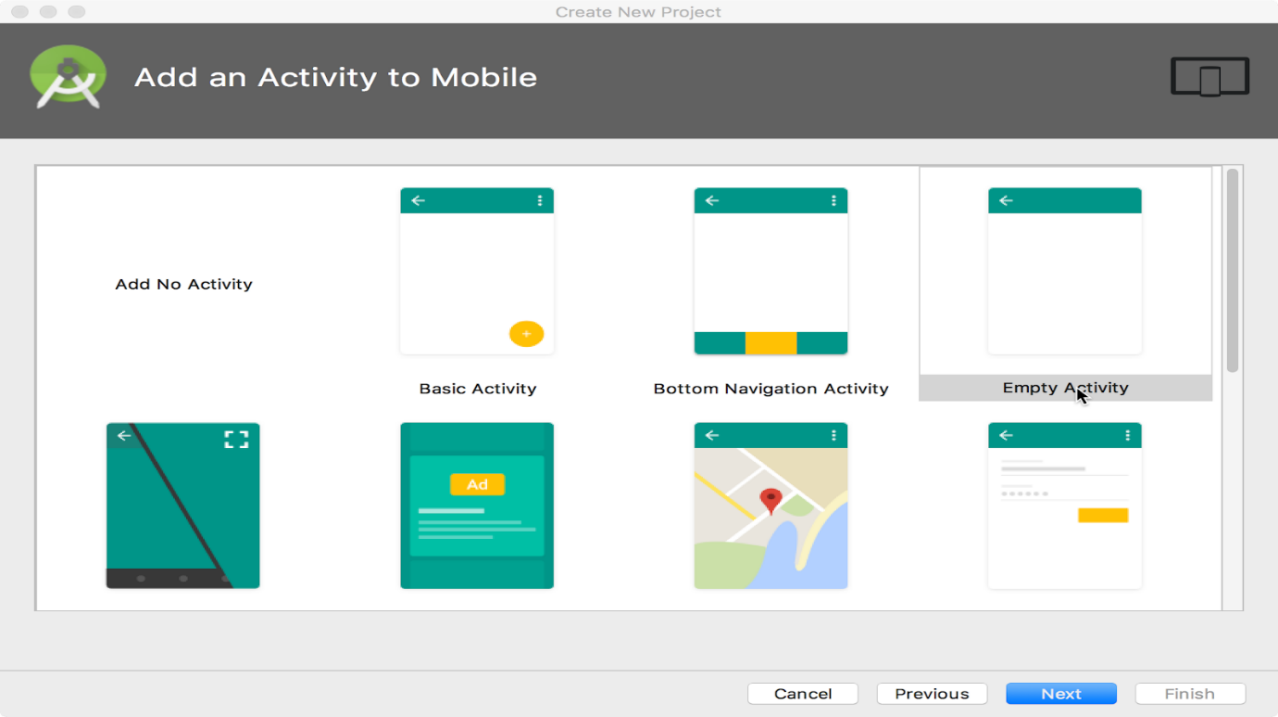 Create New Project
Add an Activity to Mobile
Add No Activity
Basic Activity
Bottom Navigation Activity
Empty Activity
Ad
Cancel
Previous
Next
Finish